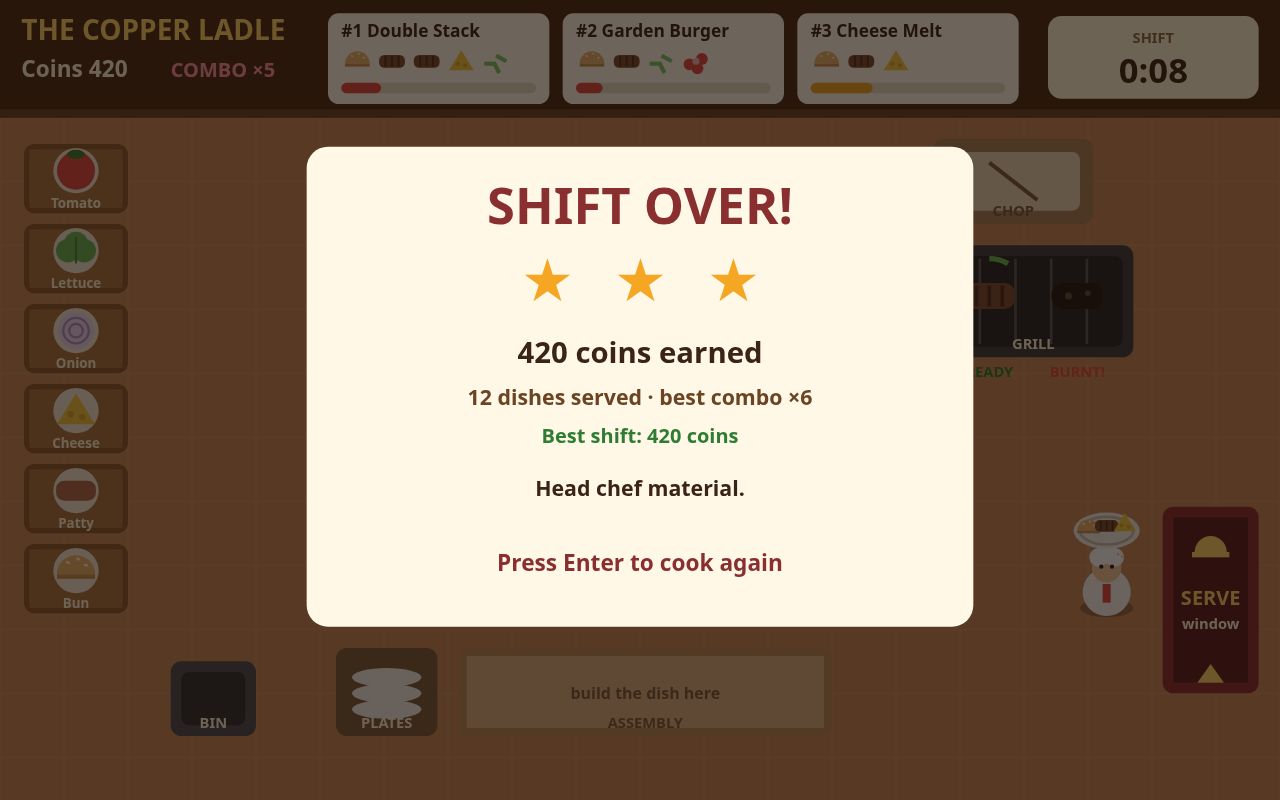 THE COPPER LADLE
Coins 420 COMBO ×5
#1 Double Stack
#2 Garden Burger
#3 Cheese Melt
SHIFT
0:08
Tomato
Lettuce
Onion
Cheese
Patty
Bun
CHOP
GRILL
EADY
BURNT!
SHIFT OVER!
420 coins earned
12 dishes served · best combo ×6
Best shift: 420 coins
Head chef material.
Press Enter to cook again
SERVE
window
BIN
PLATES
build the dish here
ASSEMBLY